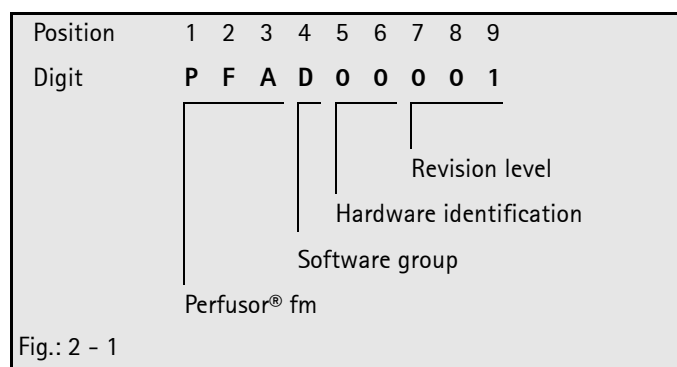 Position 1 2 3 4 5 6 7 8 9
Digit P F A D 0 0 0 0 1
Revision level
Hardware identification
Software group
Perfusor® fm
Fig.: 2 - 1